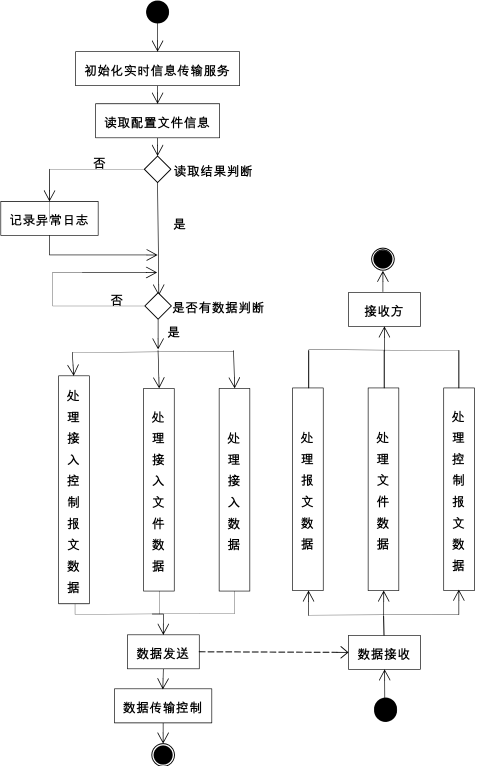 初始化实时信息传输服务
读取配置文件信息
否
读取结果判断
记录异常日志
是
否
是否有数据判断
是
接收方
处理接入控制报文数据
处理接入文件数据
处理接入数据
处理报文数据
处理文件数据
处理控制报文数据
数据发送
数据接收
数据传输控制